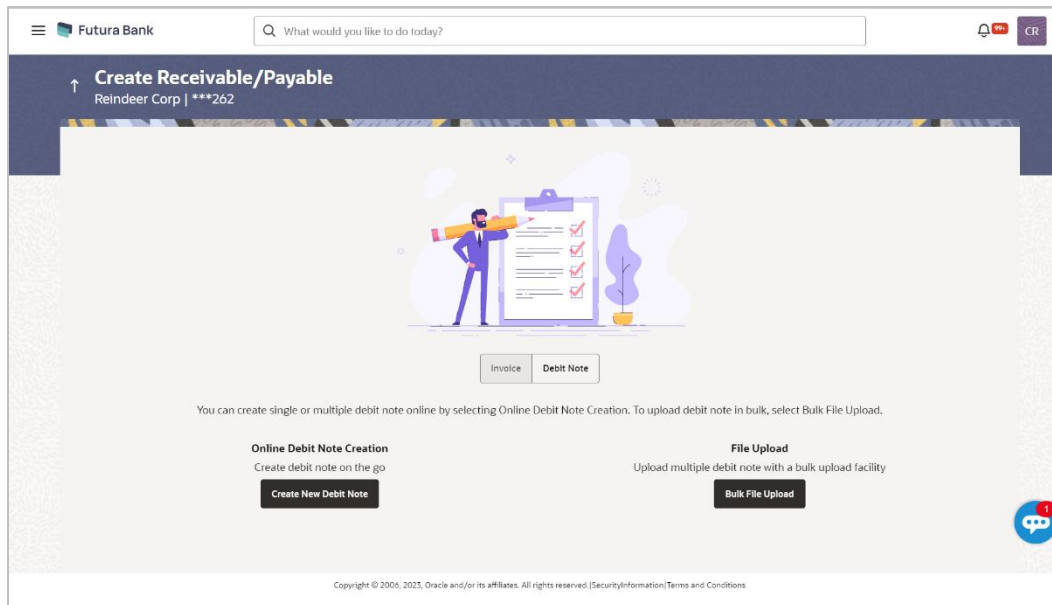 Futura Bank
What would you like to do today?
99+
CR
Create Receivable/Payable
Reindeer Corp | ***262
Invoice
Debit Note
You can create single or multiple debit note online by selecting Online Debit Note Creation. To upload debit note in bulk, select Bulk File Upload.
Online Debit Note Creation
Create debit note on the go
Create New Debit Note
File Upload
Upload multiple debit note with a bulk upload facility
Bulk File Upload
1
Copyright © 2006, 2023, Oracle and/or its affiliates. All rights reserved.|SecurityInformation|Terms and Conditions